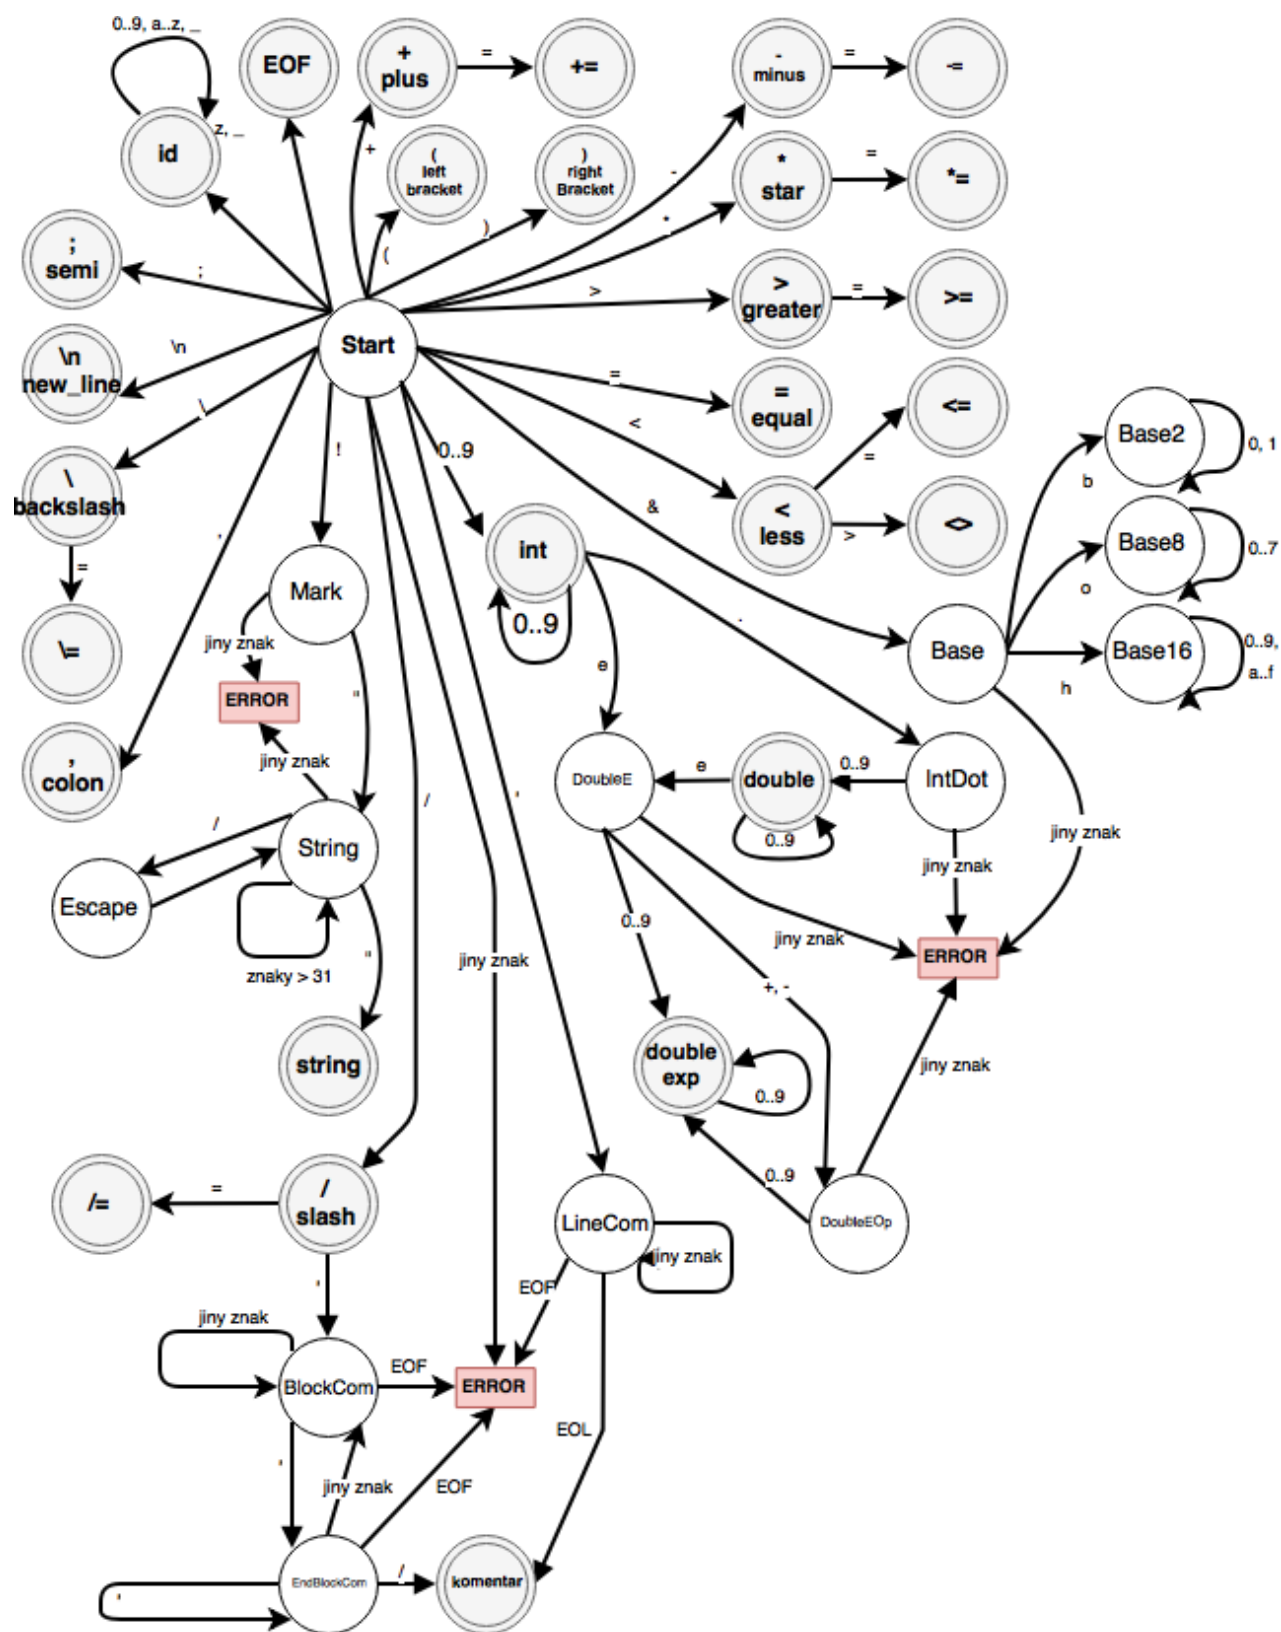 0..9, a..z, _
EOF
+
plus
=
+=
-
minus
=
-=
id
z, _
+
(
left
bracket
)
right
Bracket
-
*
star
=
*=
;
semi
;
(
)
*
>
>
greater
=
>=
\n
new_line
\n
Start
=
=
equal
<=
\
<
=
Base2
0, 1
\
backslash
!
0..9
&
<
less
>
<>
b
Base8
0..7
,
int
o
=
Mark
0..9
.
Base
Base16
0..9,
a..f
h
\=
jiny znak
"
e
ERROR
,
colon
jiny znak
DoubleE
e
double
0..9
IntDot
/
'
/
String
0..9
jiny znak
jiny znak
Escape
0..9
jiny znak
ERROR
znaky > 31
"
jiny znak
+, -
string
double
exp
0..9
jiny znak
0..9
/=
=
/
slash
LineCom
jiny znak
DoubleEOp
'
EOF
jiny znak
BlockCom
EOF
ERROR
EOL
'
jiny znak
EOF
EndBlockCom
/
komentar
'